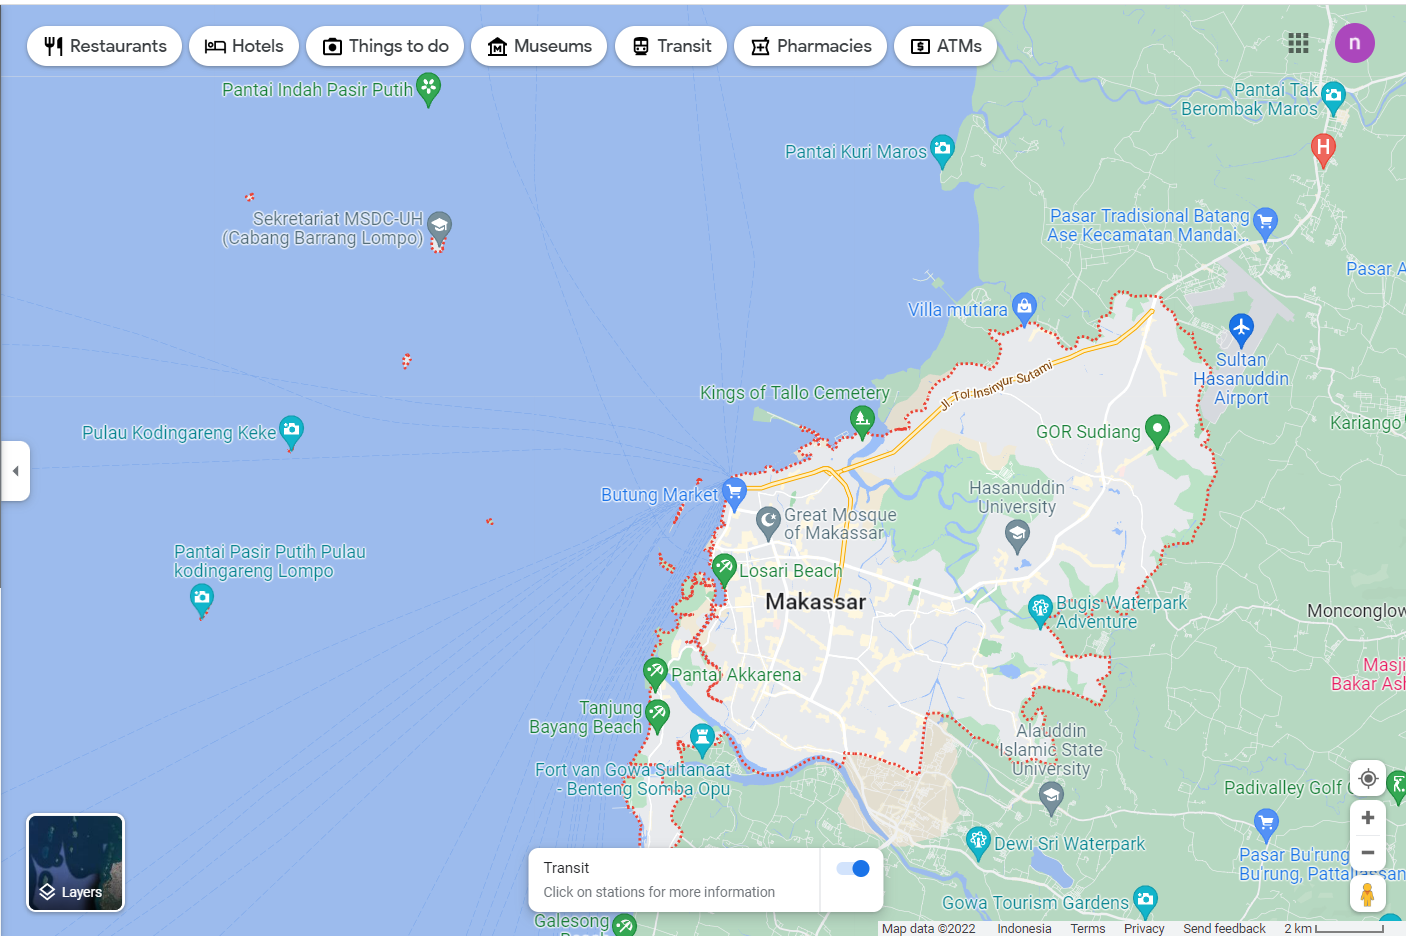 Restaurants
Hotels
Things to do
Museums
Transit
Pharmacies
ATMs
n
Pantai Indah Pasir Putih
Pantai Tak
Berombak Maros
H
Pantai Kuri Maros
Sekretariat MSDC-UH
(Cabang Barrang Lompo)
Pasar Tradisional Batang
Ase Kecamatan Mandai...
Pasar A
Villa mutiara
Sultan
Hasanuddin
Airport
Jl. Tol Insinyur Sutami
Kings of Tallo Cemetery
Pulau Kodingareng Keke
GOR Sudiang
Kariango
Butung Market
Hasanuddin
University
Great Mosque
of Makassar
Pantai Pasir Putih Pulau
kodingareng Lompo
Losari Beach
Makassar
Bugis Waterpark
Adventure
Monconglow
Pantai Akkarena
Masji
Bakar Ash
Tanjung
Bayang Beach
Alauddin
Islamic State
University
Fort van Gowa Sultanaat
- Benteng Somba Opu
Padivalley Golf C
Dewi Sri Waterpark
Pasar Bu'rung
Bu'rung, Pattallassan
Layers
Transit
Click on stations for more information
Gowa Tourism Gardens
Galesong
Map data ©2022
Indonesia
Terms
Privacy
Send feedback
2 km